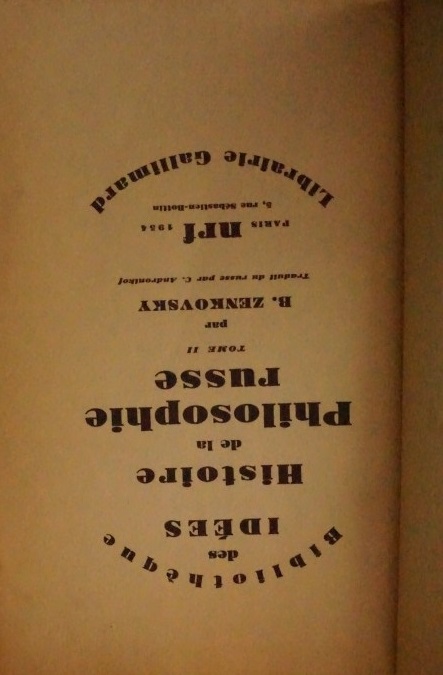 Bibliothèque
des
IDÉES
Histoire
de la
Philosophie
russe
TOME II
par
B. ZENKOVSKY
Traduit du russe par C. Andronikof
PARIS nrf 1954
5, rue Sébastien-Bottin
Librairie Gallimard